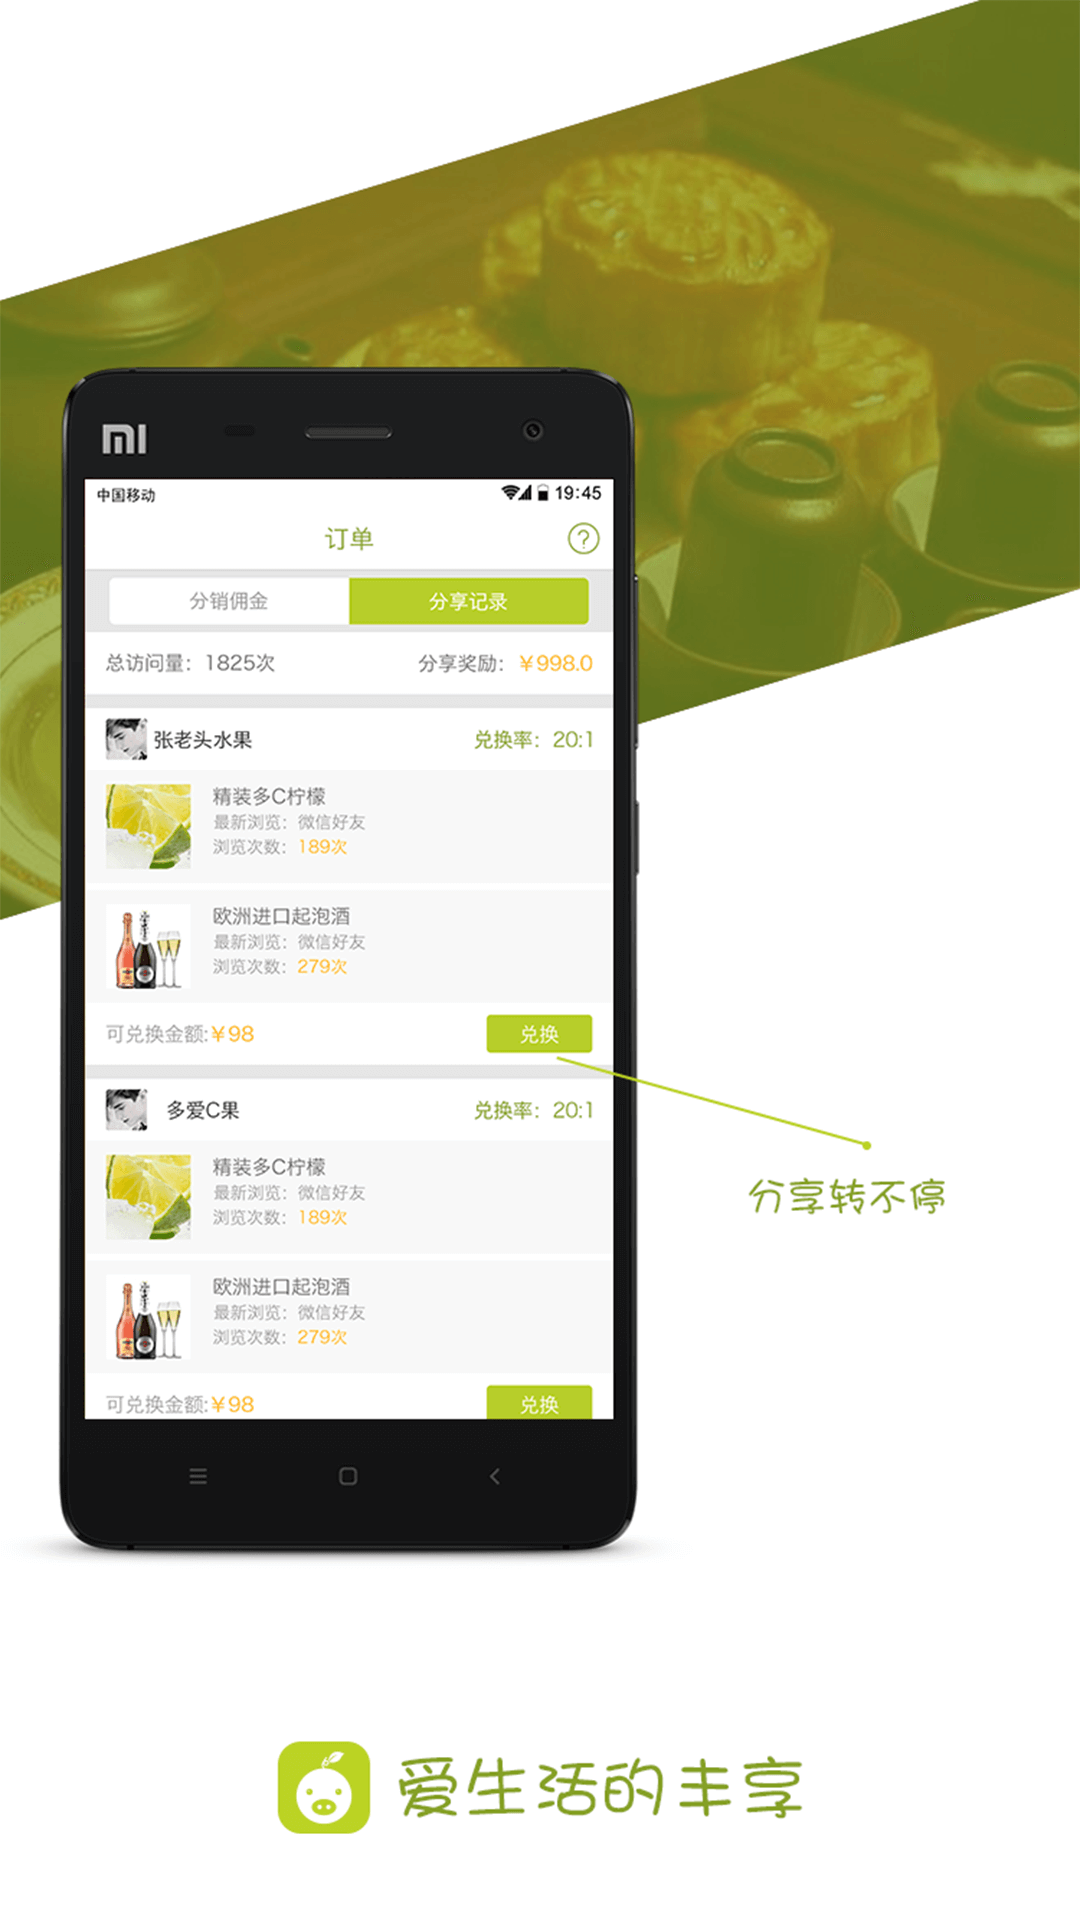 MI
中国移动 19:45
订单 ?
分销佣金 分享记录
总访问量：1825次 分享奖励：￥998.0
张老头水果 兑换率：20:1
精装多C柠檬
最新浏览：微信好友
浏览次数：189次
欧洲进口起泡酒
最新浏览：微信好友
浏览次数：279次
可兑换金额:￥98 兑换
多爱C果 兑换率：20:1
精装多C柠檬
最新浏览：微信好友
浏览次数：189次
分享转不停
欧洲进口起泡酒
最新浏览：微信好友
浏览次数：279次
可兑换金额:￥98 兑换
爱生活的丰享